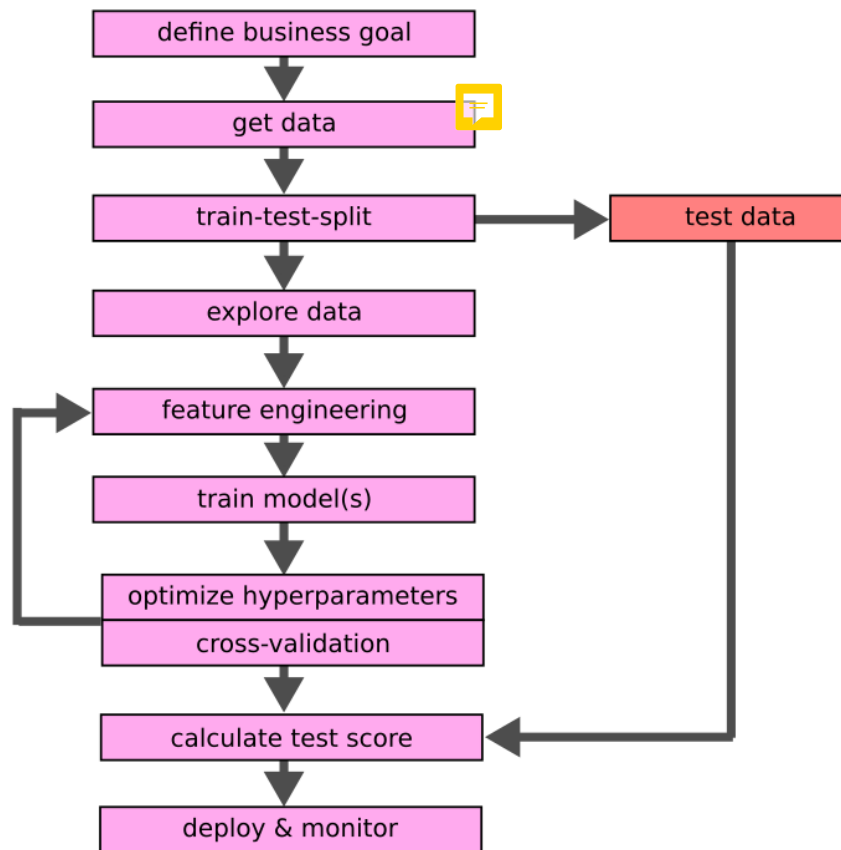 define business goal
get data
train-test-split
test data
explore data
feature engineering
train model(s)
optimize hyperparameters
cross-validation
calculate test score
deploy & monitor